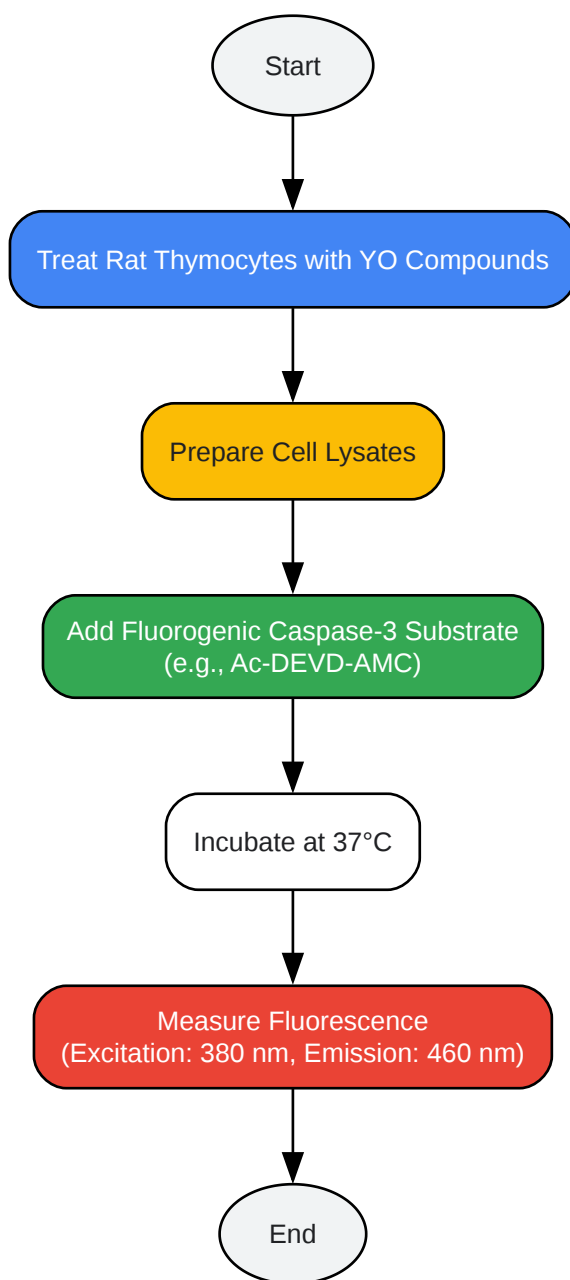 Start
Treat Rat Thymocytes with YO Compounds
Prepare Cell Lysates
Add Fluorogenic Caspase-3 Substrate
(e.g., Ac-DEVD-AMC)
Incubate at 37°C
Measure Fluorescence
(Excitation: 380 nm, Emission: 460 nm)
End